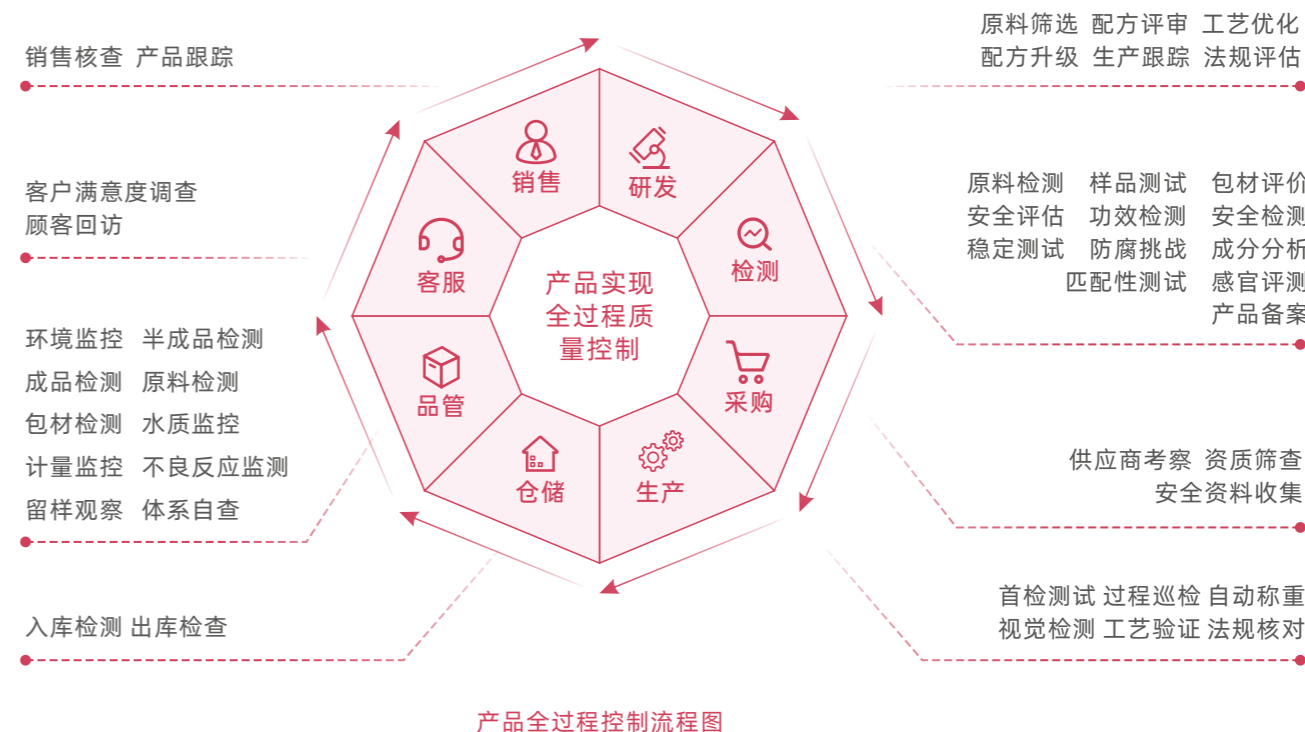 原料筛选 配方评审 工艺优化
配方升级 生产跟踪 法规评估
销售核查 产品跟踪
销售
研发
原料检测 样品测试 包材评价
安全评估 功效检测 安全检测
稳定测试 防腐挑战 成分分析
匹配性测试 感官评测
产品备案
客户满意度调查
顾客回访
客服
检测
产品实现
全过程质
量控制
环境监控 半成品检测
成品检测 原料检测
包材检测 水质监控
计量监控 不良反应监测
留样观察 体系自查
品管
采购
供应商考察 资质筛查
安全资料收集
仓储
生产
首检测试 过程巡检 自动称重
视觉检测 工艺验证 法规核对
入库检测 出库检查
产品全过程控制流程图